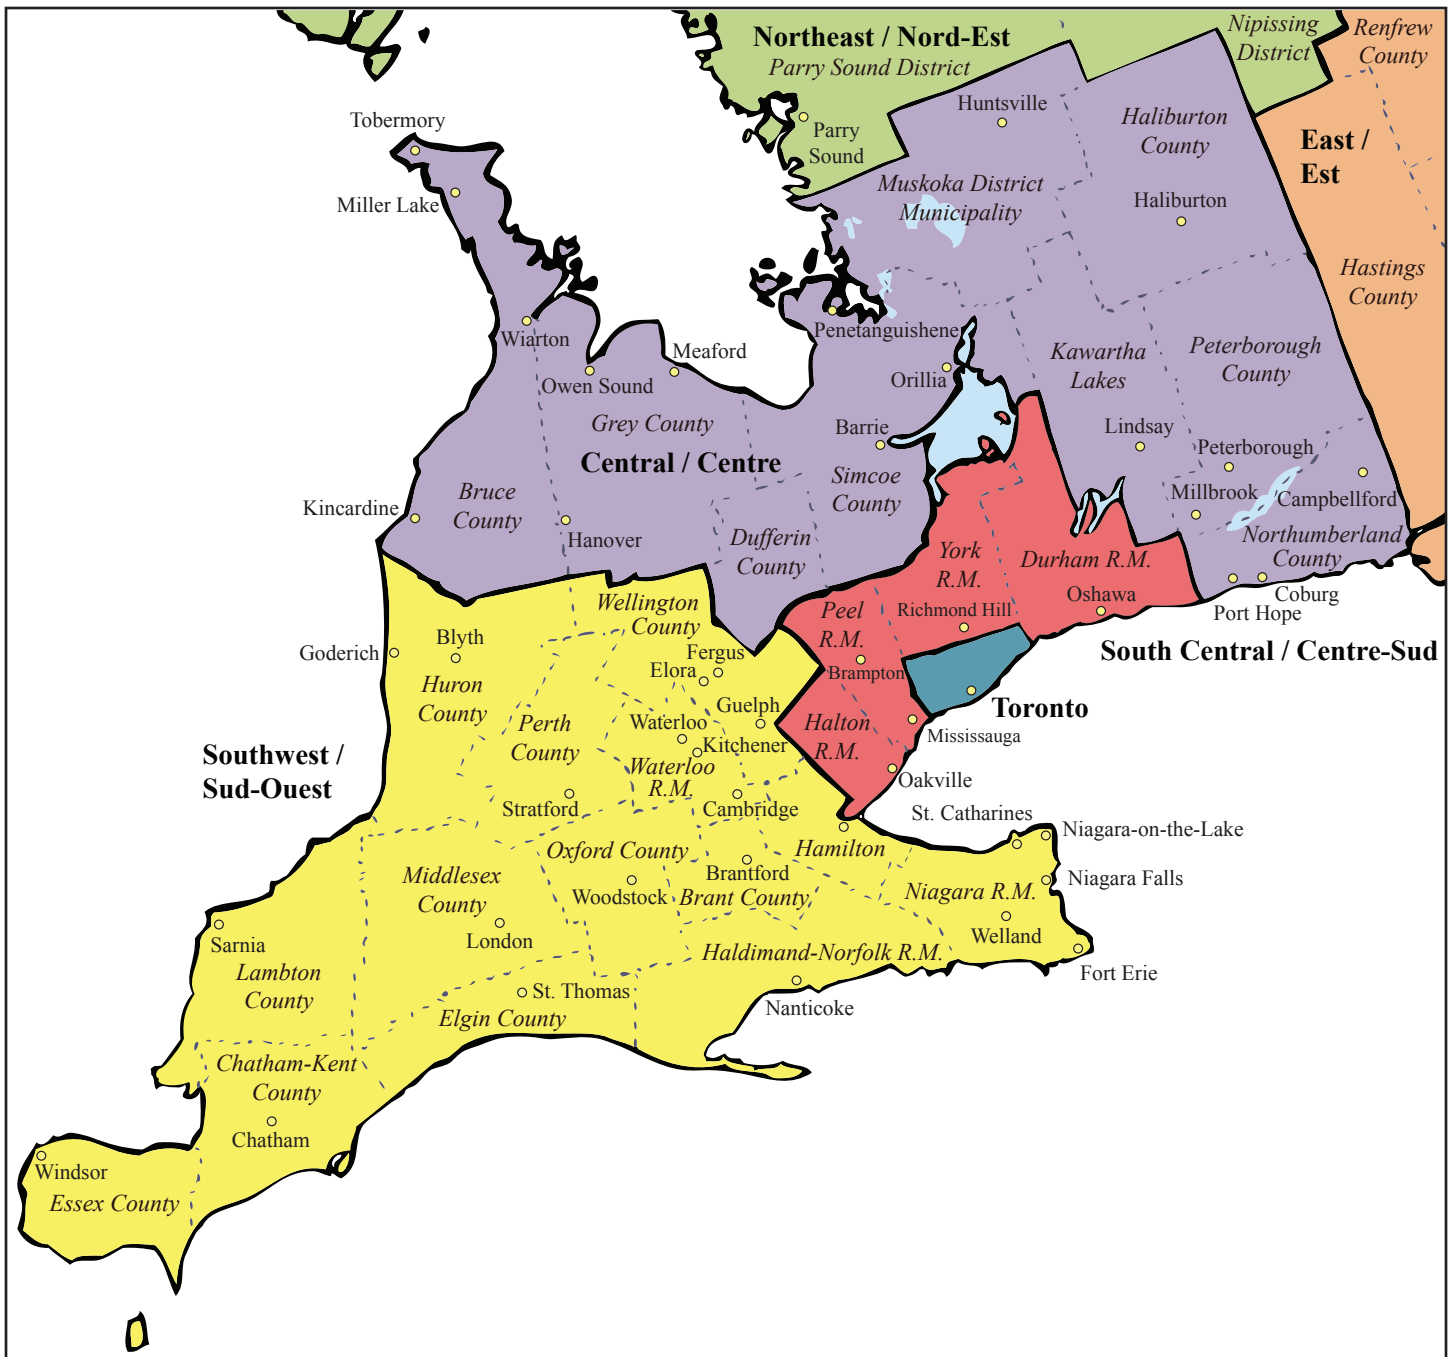 Northeast / Nord-Est
Parry Sound District
Nipissing
District
Renfrew
County
Tobermory
Miller Lake
Parry
Sound
Huntsville
Haliburton
County
East /
Est
Muskoka District
Municipality
Haliburton
Hastings
County
Wiarton
Owen Sound
Meaford
Penetanguishene
Orillia
Kawartha
Lakes
Peterborough
County
Grey County
Central / Centre
Barrie
Simcoe
County
Lindsay
Peterborough
Millbrook
Campbellford
Northumberland
County
Kincardine
Bruce
County
Hanover
Dufferin
County
York
R.M.
Durham R.M.
Oshawa
Port Hope
Coburg
South Central / Centre-Sud
Wellington
County
Peel
R.M.
Richmond Hill
Goderich
Blyth
Huron
County
Fergus
Elora
Brampton
Toronto
Guelph
Perth
County
Waterloo
Kitchener
Waterloo
R.M.
Halton
R.M.
Mississauga
Southwest /
Sud-Ouest
Stratford
Cambridge
Oakville
St. Catharines
Niagara-on-the-Lake
Oxford County
Hamilton
Middlesex
County
Woodstock
Brantford
Brant County
Niagara R.M.
Niagara Falls
Sarnia
London
Welland
Lambton
County
Haldimand-Norfolk R.M.
Fort Erie
St. Thomas
Elgin County
Nanticoke
Chatham-Kent
County
Chatham
Windsor
Essex County